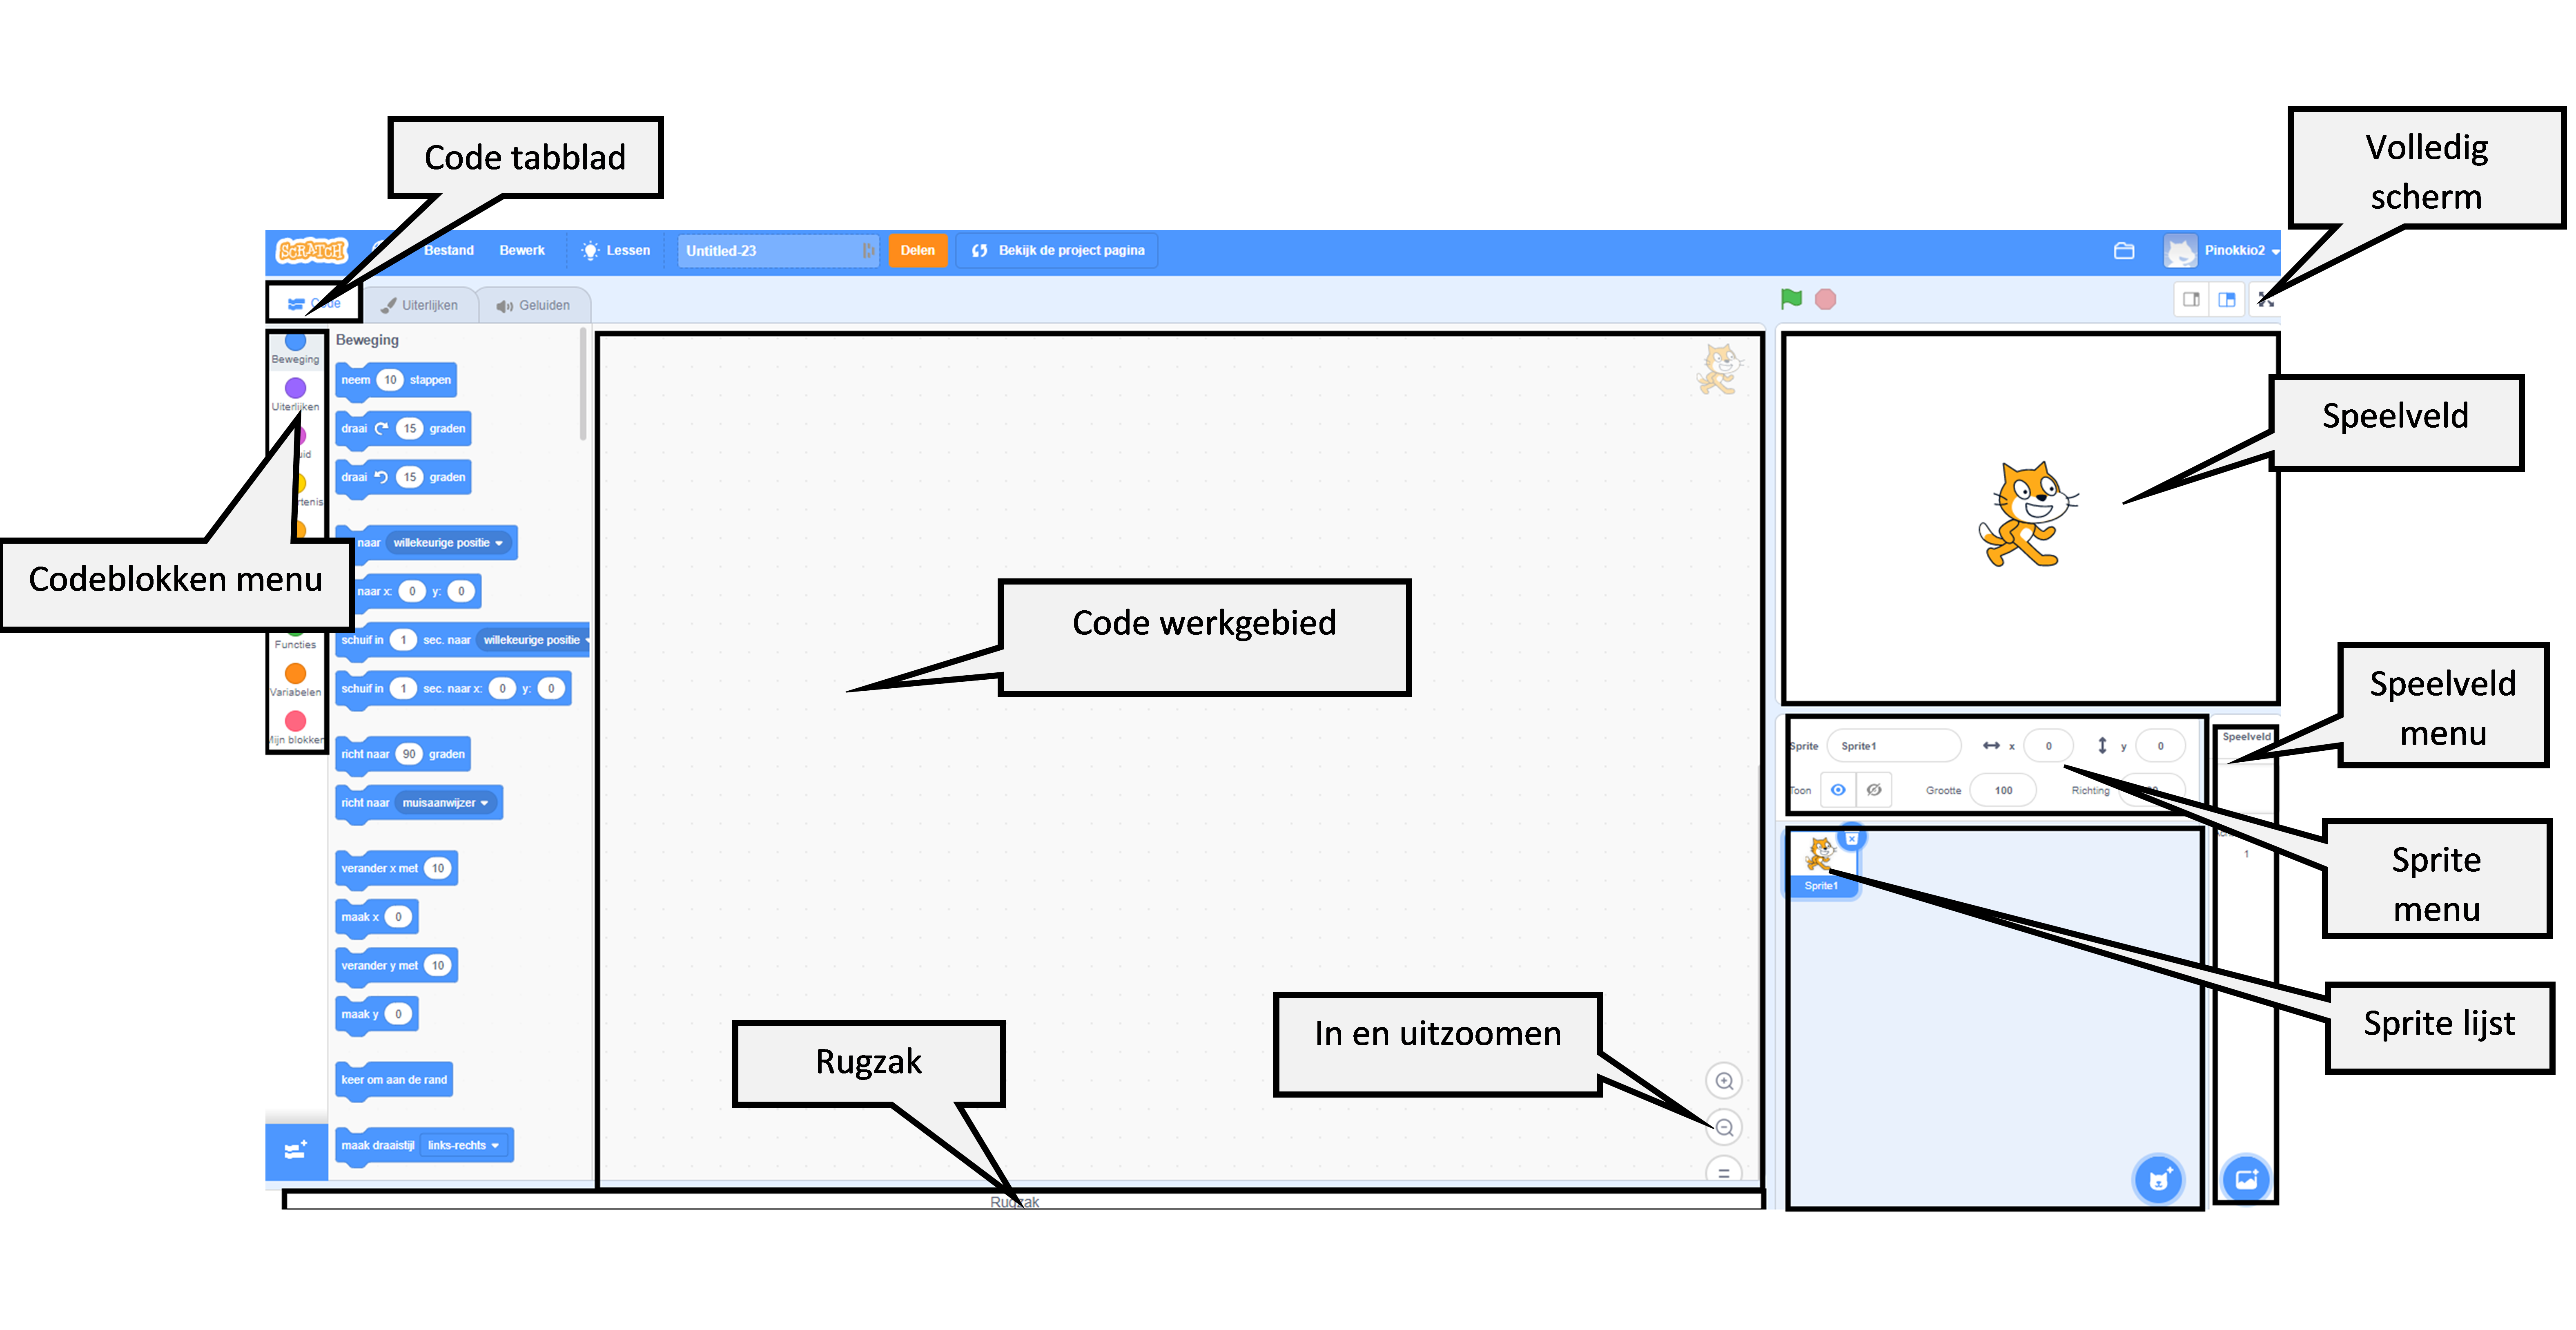 Code tabblad
Volledig
scherm
SCRATCH
Bestand
Bewerk
Lessen
Untitled-23
Delen
Bekijk de project pagina
Pinokkio2
Code
Uiterlijken
Geluiden
Beweging
Uiterlijken
Functies
Variabelen
Mijn blokken
Codeblokken menu
Beweging
neem 10 stappen
draai 15 graden
draai 15 graden
naar willekeurige positie
naar x: 0 y: 0
schuif in 1 sec. naar willekeurige positie
schuif in 1 sec. naar x: 0 y: 0
richt naar 90 graden
richt naar muisaanwijzer
verander x met 10
maak x 0
verander y met 10
maak y 0
keer om aan de rand
maak draaistijl links-rechts
Code werkgebied
Rugzak
In en uitzoomen
Rugzak
Speelveld
Speelveld
menu
Sprite Sprite1 x 0 y 0
Toon Grootte 100 Richting
Speelveld
1
Sprite
menu
Sprite1
Sprite lijst